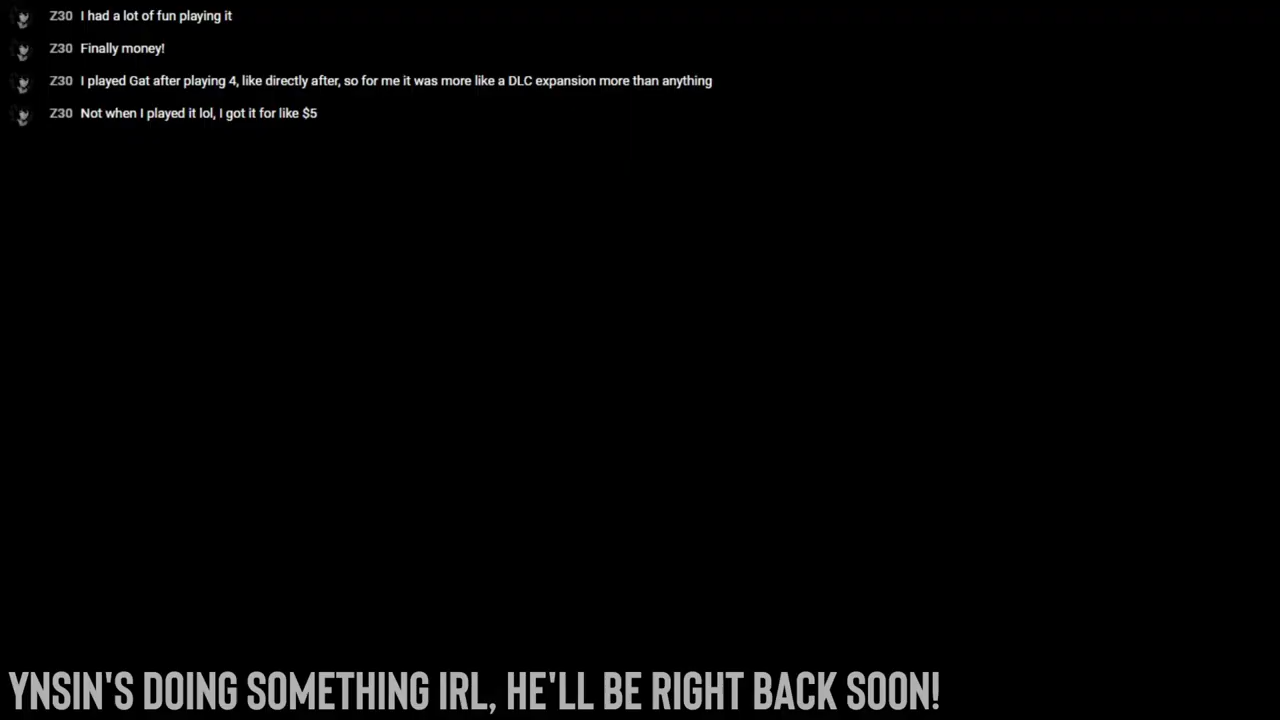 Z30 I had a lot of fun playing it
Z30 Finally money!
Z30 I played Gat after playing 4, like directly after, so for me it was more like a DLC expansion more than anything
Z30 Not when I played it lol, I got it for like $5
YNSIN'S DOING SOMETHING IRL, HE'LL BE RIGHT BACK SOON!